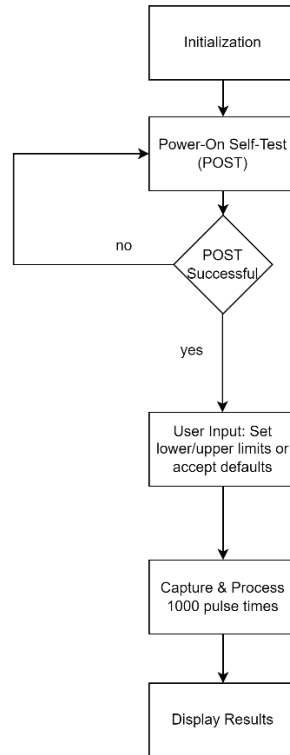 Initialization
Power-On Self-Test
(POST)
no
POST
Successful
yes
User Input: Set
lower/upper limits or
accept defaults
Capture & Process
1000 pulse times
Display Results